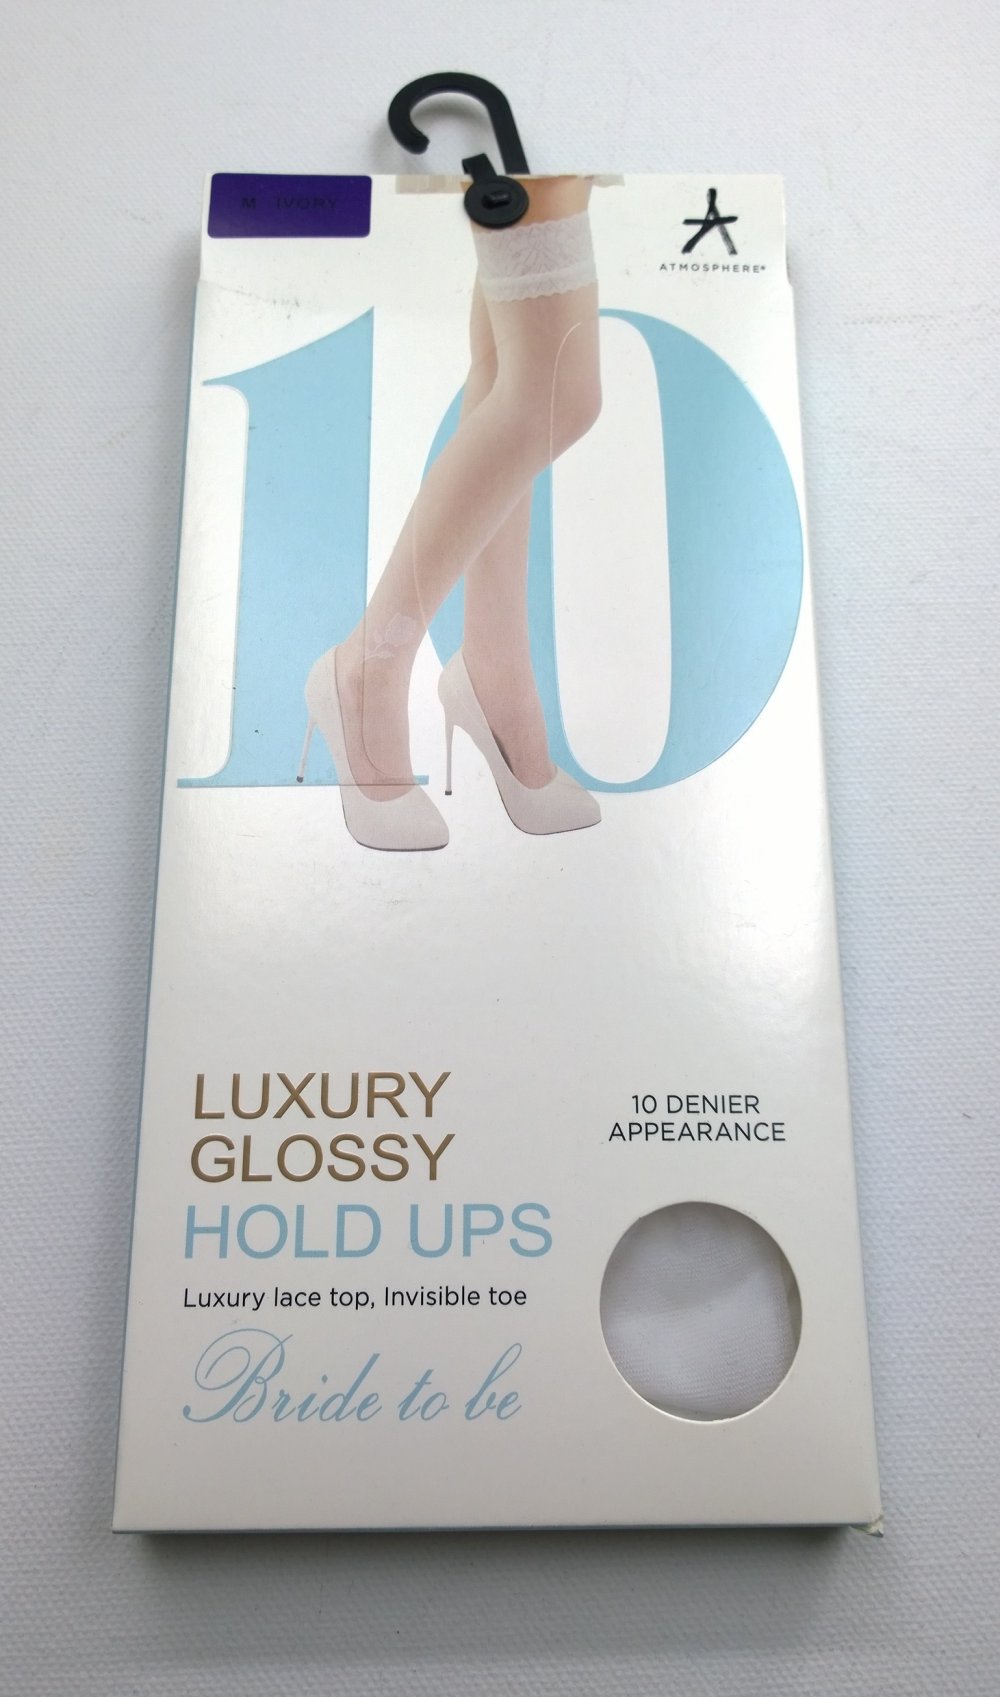 M IVORY
ATMOSPHERE®
10
LUXURY
GLOSSY
HOLD UPS
Luxury lace top, Invisible toe
Bride to be
10 DENIER
APPEARANCE